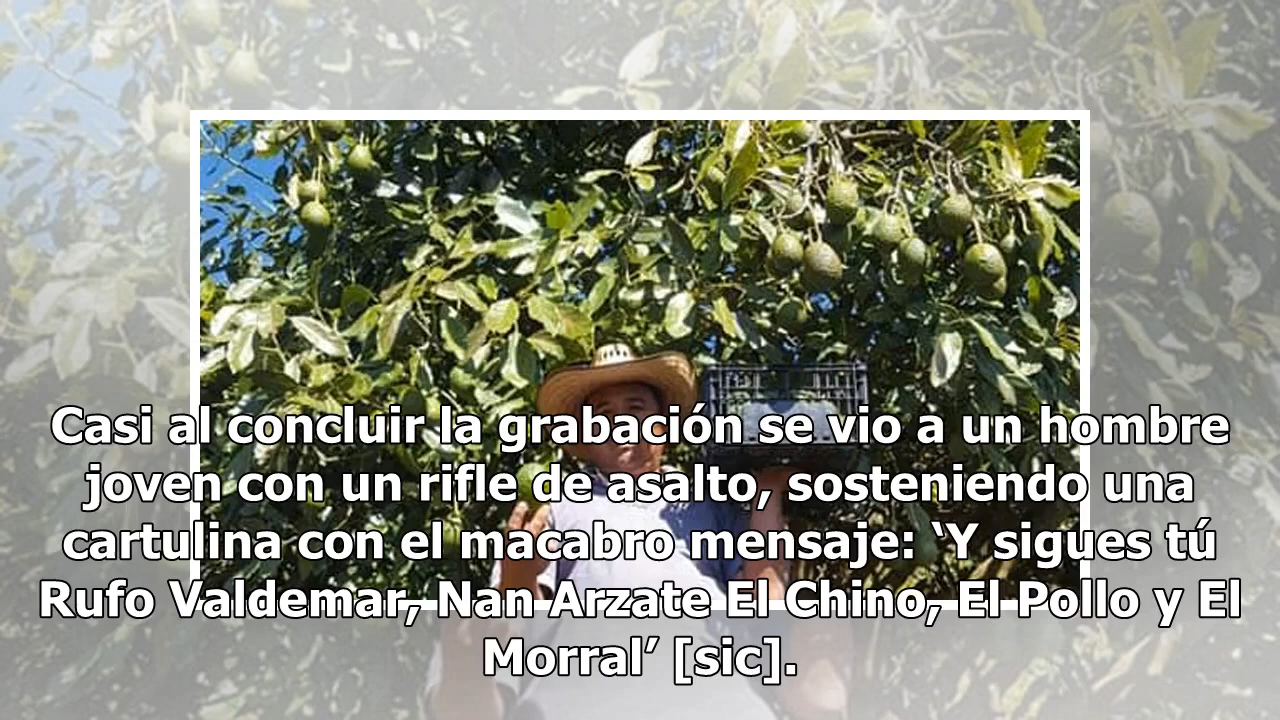 Casi al concluir la grabación se vio a un hombre
joven con un rifle de asalto, sosteniendo una
cartulina con el macabro mensaje: ‘Y sigues tú
Rufo Valdemar, Nan Arzate El Chino, El Pollo y El
Morral’ [sic].